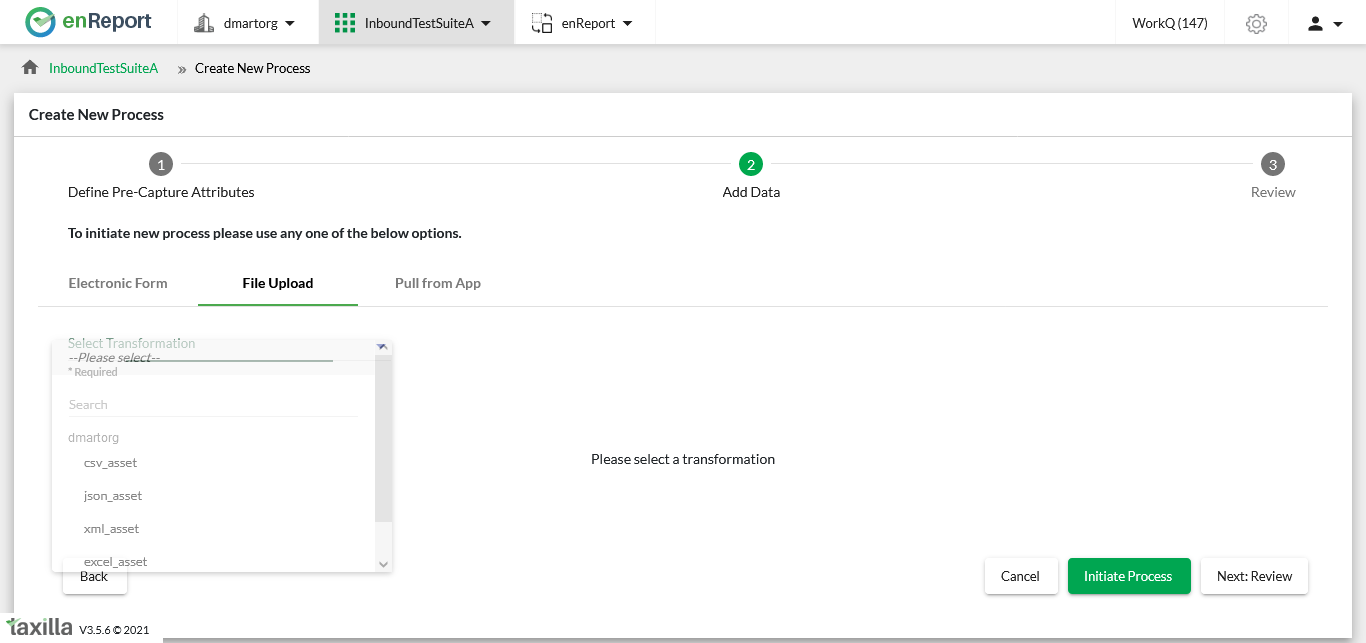 enReport dmartorg InboundTestSuiteA enReport WorkQ (147)
InboundTestSuiteA » Create New Process
Create New Process
1 2 3
Define Pre-Capture Attributes Add Data Review
To initiate new process please use any one of the below options.
Electronic Form File Upload Pull from App
Select Transformation
--Please select--
* Required
Search
dmartorg
csv_asset
Please select a transformation
json_asset
xml_asset
excel_asset
Back Cancel Initiate Process Next: Review
taxilla V3.5.6 © 2021